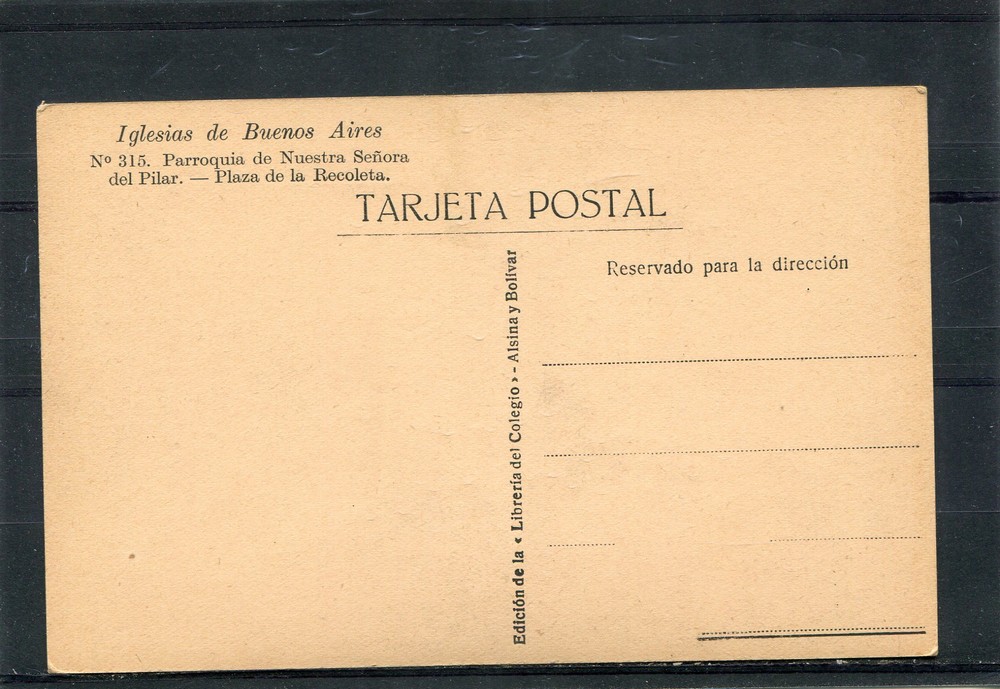 Iglesias de Buenos Aires
Nº 315. Parroquia de Nuestra Señora
del Pilar. — Plaza de la Recoleta.
TARJETA POSTAL
Edición de la « Librería del Colegio » - Alsina y Bolívar
Reservado para la dirección